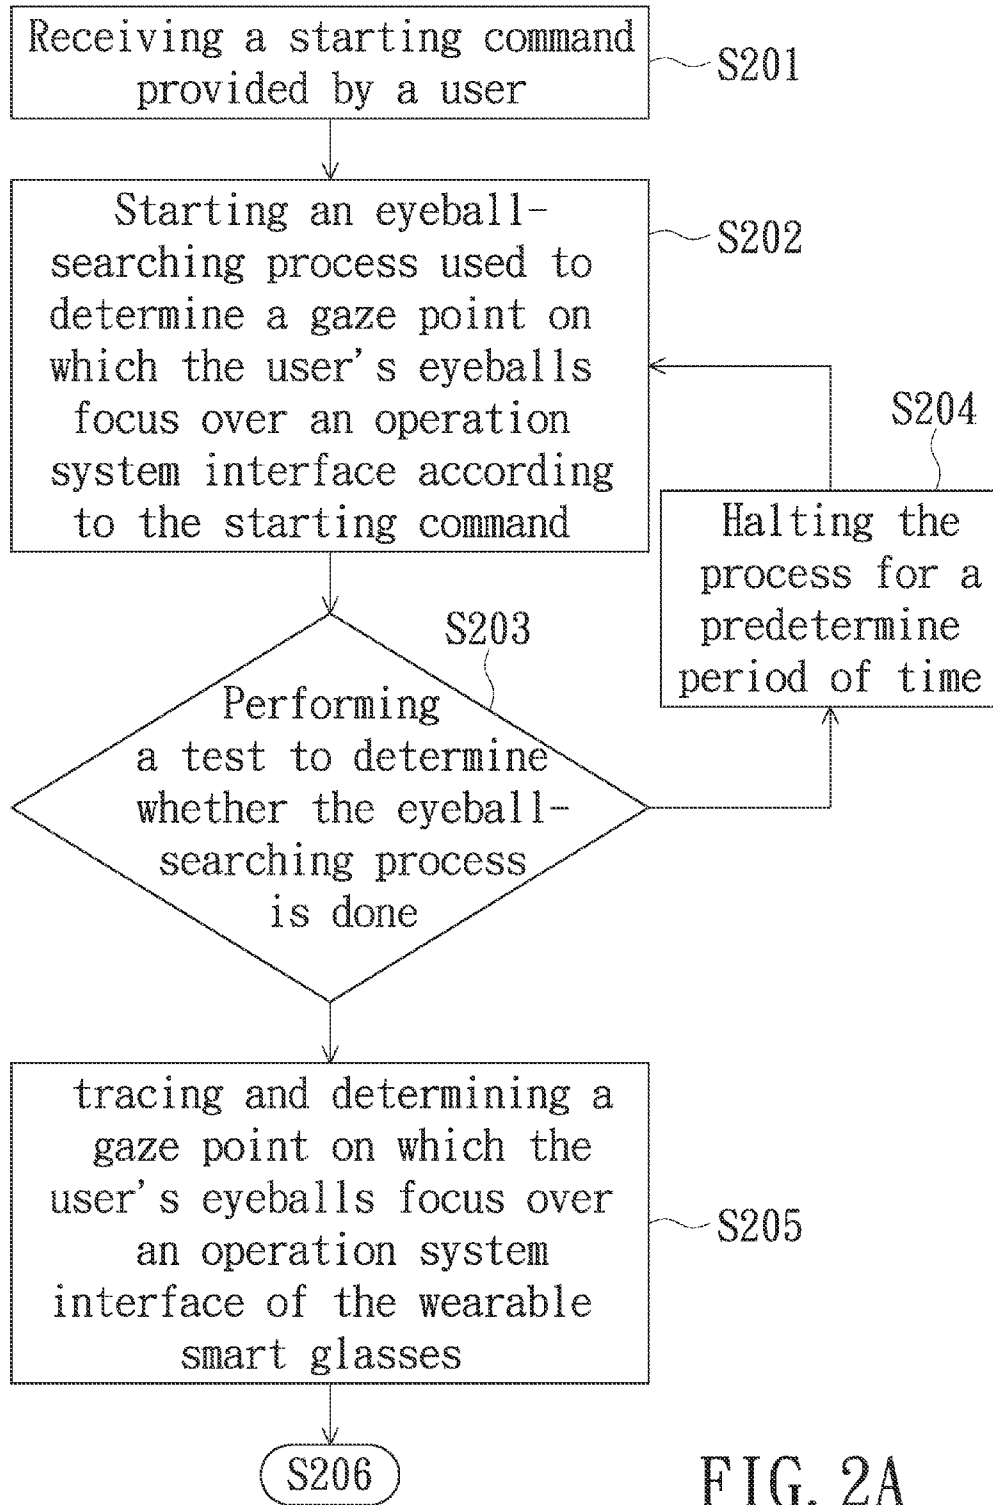 Receiving a starting command
provided by a user
S201
Starting an eyeball-
searching process used to
determine a gaze point on
which the user's eyeballs
focus over an operation
system interface according
to the starting command
S202
S204
Halting the
process for a
predetermine
period of time
S203
Performing
a test to determine
whether the eyeball-
searching process
is done
tracing and determining a
gaze point on which the
user's eyeballs focus over
an operation system
interface of the wearable
smart glasses
S205
S206
FIG. 2A